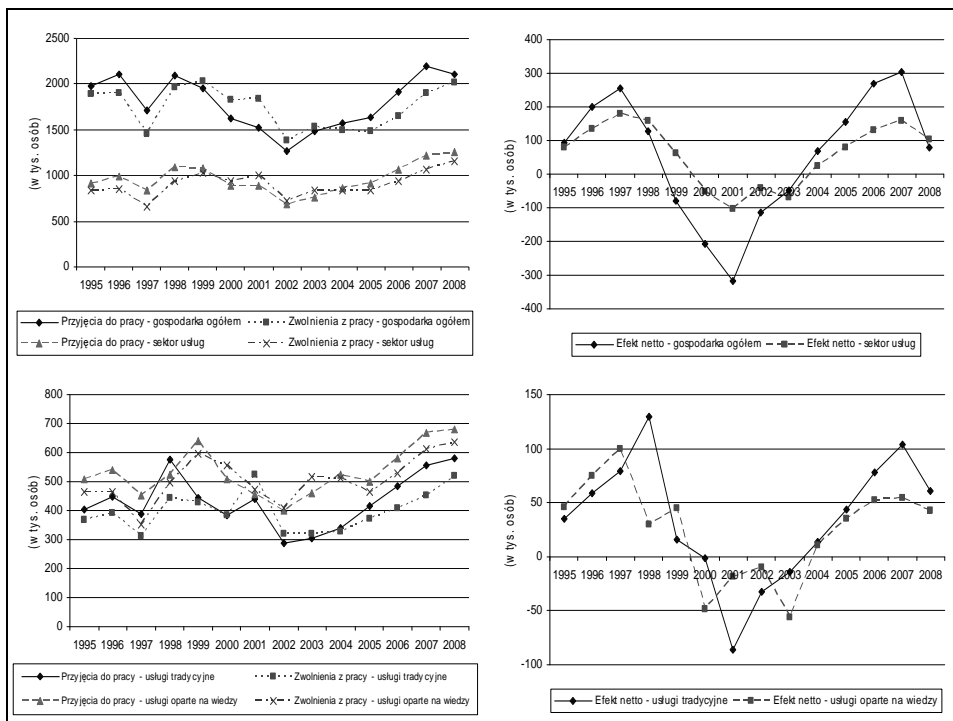 2500
2000
1500
1000
500
0
(w tys. osób)
1995 1996 1997 1998 1999 2000 2001 2002 2003 2004 2005 2006 2007 2008
Przyjęcia do pracy - gospodarka ogółem Zwolnienia z pracy - gospodarka ogółem
Przyjęcia do pracy - sektor usług Zwolnienia z pracy - sektor usług
400
300
200
100
0
-100
-200
-300
-400
(w tys. osób)
1995 1996 1997 1998 1999 2000 2001 2002 2003 2004 2005 2006 2007 2008
Efekt netto - gospodarka ogółem Efekt netto - sektor usług
800
700
600
500
400
300
200
100
0
(w tys. osób)
1995 1996 1997 1998 1999 2000 2001 2002 2003 2004 2005 2006 2007 2008
Przyjęcia do pracy - usługi tradycyjne Zwolnienia z pracy - usługi tradycyjne
Przyjęcia do pracy - usługi oparte na wiedzy Zwolnienia z pracy - usługi oparte na wiedzy
150
100
50
0
-50
-100
(w tys. osób)
1995 1996 1997 1998 1999 2000 2001 2002 2003 2004 2005 2006 2007 2008
Efekt netto - usługi tradycyjne Efekt netto - usługi oparte na wiedzy